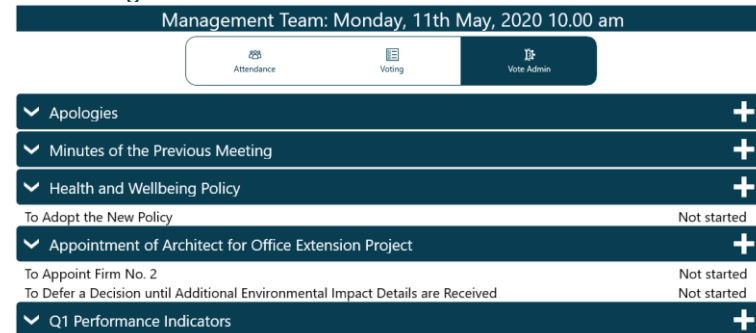 Management Team: Monday, 11th May, 2020 10.00 am
Attendance Voting Vote Admin
Apologies
Minutes of the Previous Meeting
Health and Wellbeing Policy
To Adopt the New Policy Not started
Appointment of Architect for Office Extension Project
To Appoint Firm No. 2 Not started
To Defer a Decision until Additional Environmental Impact Details are Received Not started
Q1 Performance Indicators